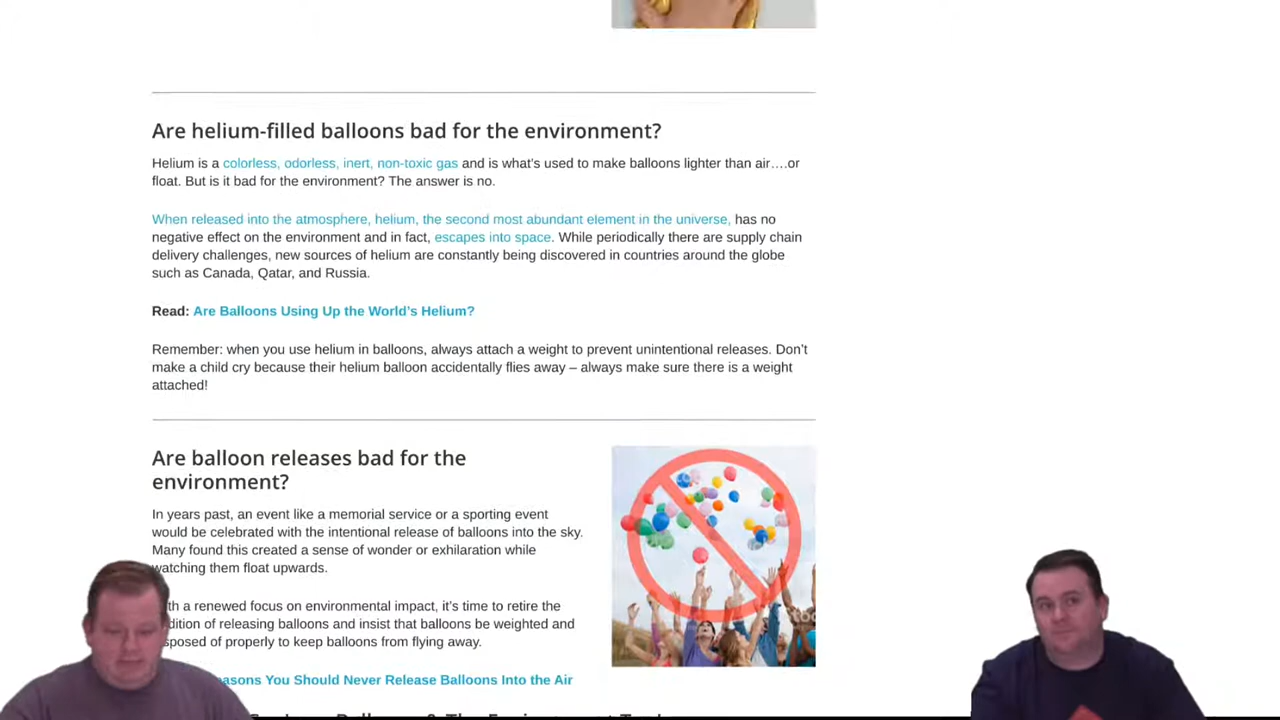 Are helium-filled balloons bad for the environment?
Helium is a colorless, odorless, inert, non-toxic gas and is what's used to make balloons lighter than air….or
float. But is it bad for the environment? The answer is no.
When released into the atmosphere, helium, the second most abundant element in the universe, has no
negative effect on the environment and in fact, escapes into space. While periodically there are supply chain
delivery challenges, new sources of helium are constantly being discovered in countries around the globe
such as Canada, Qatar, and Russia.
Read: Are Balloons Using Up the World's Helium?
Remember: when you use helium in balloons, always attach a weight to prevent unintentional releases. Don't
make a child cry because their helium balloon accidentally flies away – always make sure there is a weight
attached!
Are balloon releases bad for the
environment?
In years past, an event like a memorial service or a sporting event
would be celebrated with the intentional release of balloons into the sky.
Many found this created a sense of wonder or exhilaration while
watching them float upwards.
th a renewed focus on environmental impact, it's time to retire the
dition of releasing balloons and insist that balloons be weighted and
sposed of properly to keep balloons from flying away.
asons You Should Never Release Balloons Into the Air